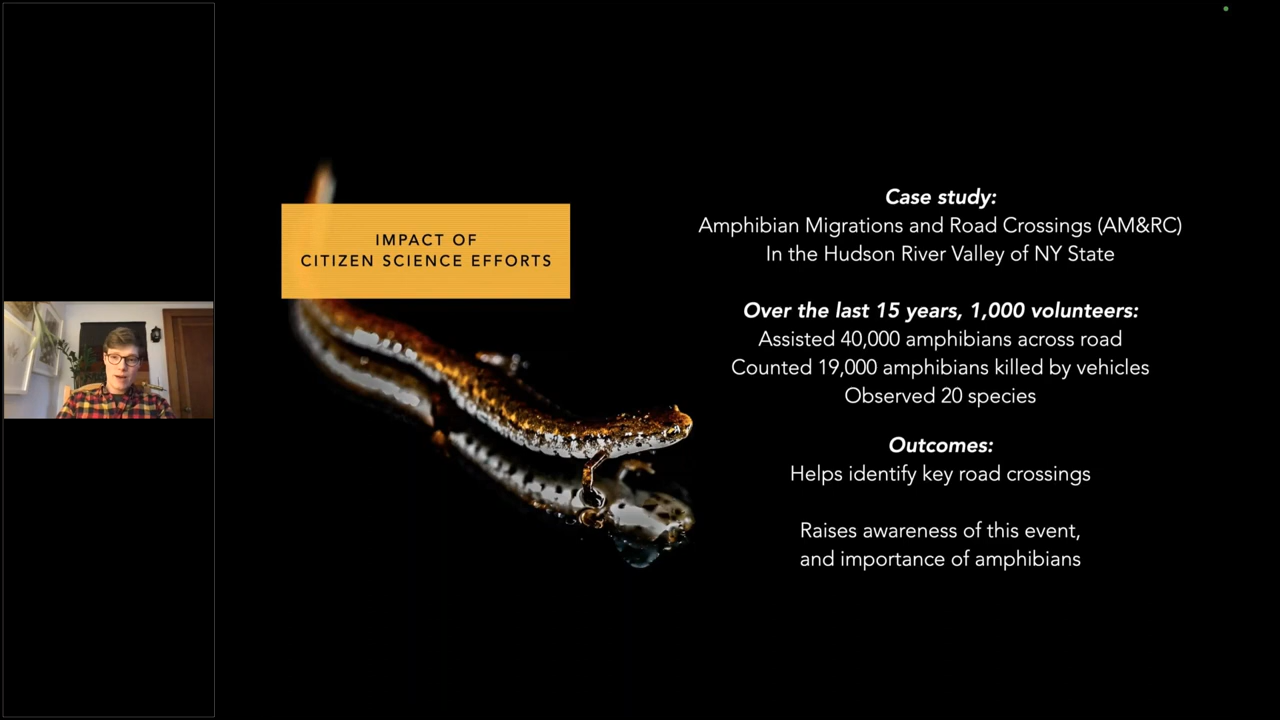 IMPACT OF
CITIZEN SCIENCE EFFORTS
Case study:
Amphibian Migrations and Road Crossings (AM&RC)
In the Hudson River Valley of NY State
Over the last 15 years, 1,000 volunteers:
Assisted 40,000 amphibians across road
Counted 19,000 amphibians killed by vehicles
Observed 20 species
Outcomes:
Helps identify key road crossings
Raises awareness of this event,
and importance of amphibians